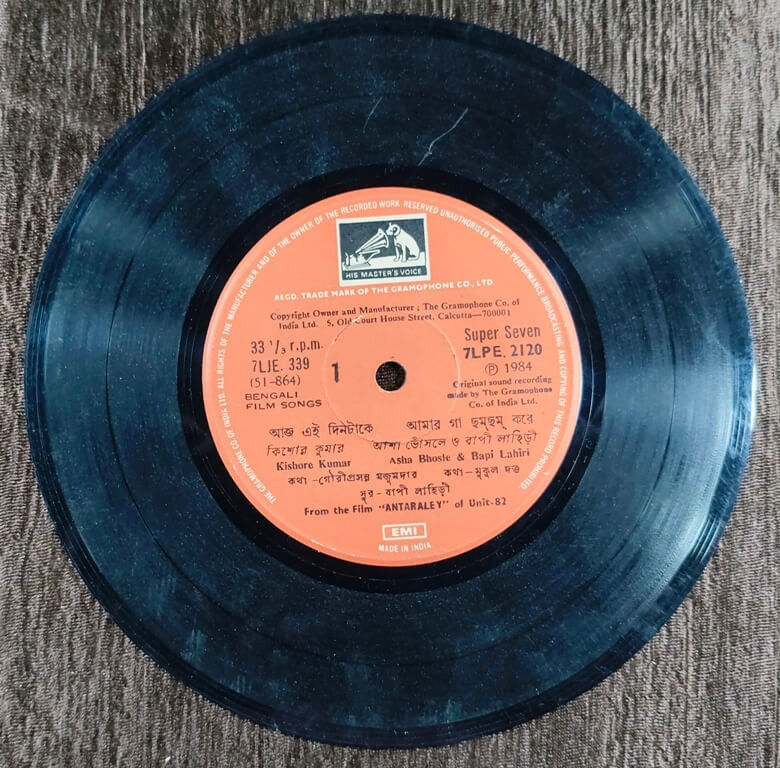 THE GRAMOPHONE CO. OF INDIA LTD. ALL RIGHTS OF THE MANUFACTURER AND OF THE OWNER OF THE RECORDED WORK RESERVED UNAUTHORISED PUBLIC PERFORMANCE BROADCASTING AND COPYING OF THIS RECORD PROHIBITED
HIS MASTER'S VOICE
REGD. TRADE MARK OF THE GRAMOPHONE CO., LTD
Copyright Owner and Manufacturer ; The Gramophone Co. of
India Ltd. 5, Old Court House Street, Calcutta—700001
33 1/3 r.p.m.
7LJE. 339
(51-864)
BENGALI
FILM SONGS
1
Super Seven
7LPE. 2120
Ⓟ 1984
Original sound recording
made by The Gramophone
Co. of India Ltd.
আজ এই দিনটাকে আমার গা ছম্‌ছম্‌ করে
কিশোর কুমার আশা ভোঁসলে ও বাপী লাহিড়ী
Kishore Kumar Asha Bhosle & Bapi Lahiri
কথা -গৌরীপ্রসন্ন মজুমদার কথা- মুকুল দত্ত
সুর - বাপী লাহিড়ী
From the Film "ANTARALEY" of Unit-82
EMI
MADE IN INDIA